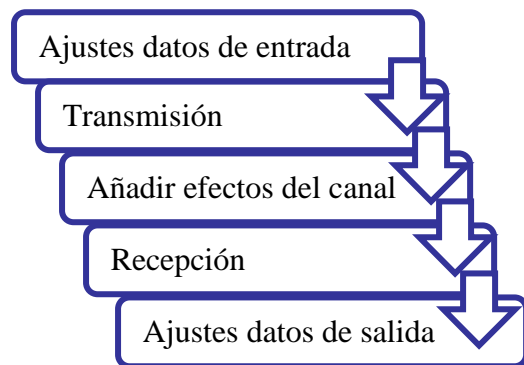 Ajustes datos de entrada
Transmisión
Añadir efectos del canal
Recepción
Ajustes datos de salida